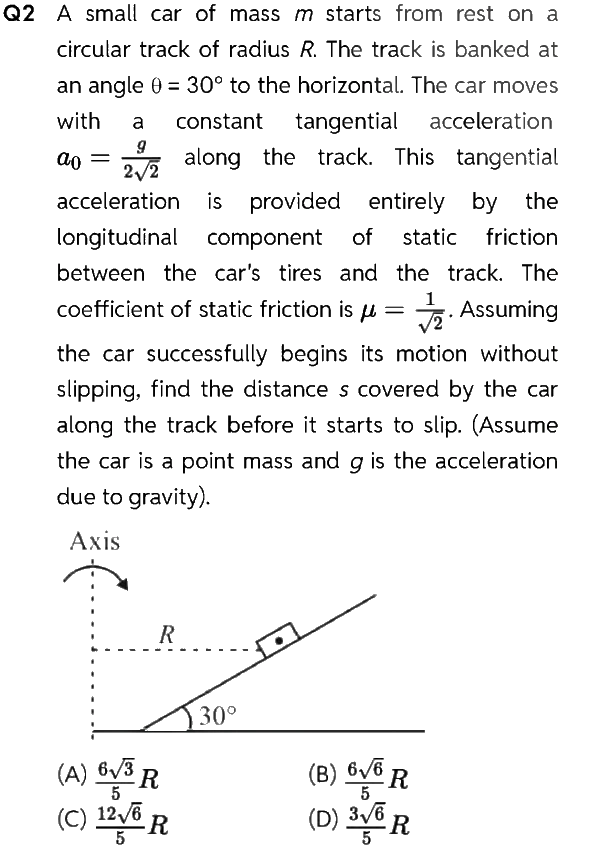 Q2 A small car of mass m starts from rest on a
circular track of radius R. The track is banked at
an angle θ = 30° to the horizontal. The car moves
with a constant tangential acceleration
a₀ = g/2√2 along the track. This tangential
acceleration is provided entirely by the
longitudinal component of static friction
between the car's tires and the track. The
coefficient of static friction is μ = 1/√2. Assuming
the car successfully begins its motion without
slipping, find the distance s covered by the car
along the track before it starts to slip. (Assume
the car is a point mass and g is the acceleration
due to gravity).
Axis
R
30°
(A) 6√3/5 R (B) 6√6/5 R
(C) 12√6/5 R (D) 3√6/5 R